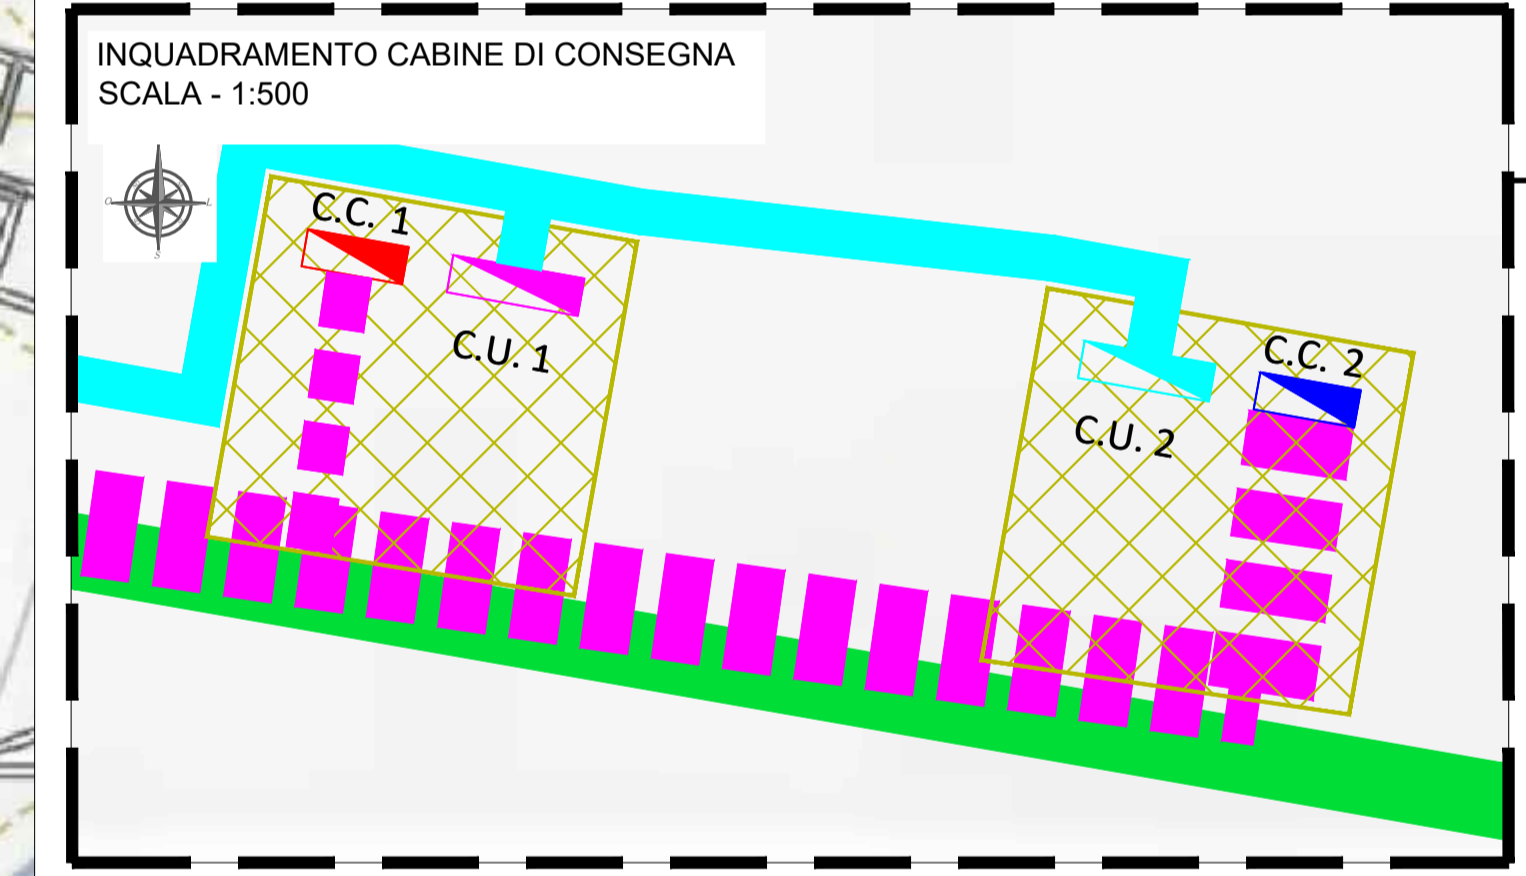 INQUADRAMENTO CABINE DI CONSEGNA
SCALA - 1:500
O
L
S
C.C. 1
C.U. 1
C.C. 2
C.U. 2